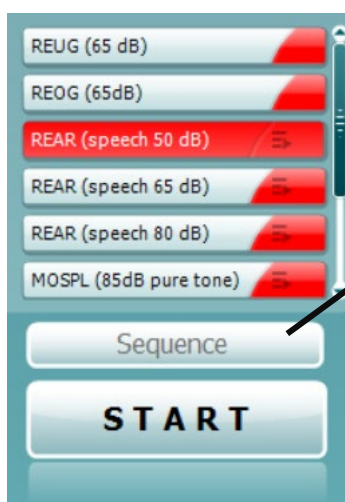 REUG (65 dB)
REOG (65dB)
REAR (speech 50 dB)
REAR (speech 65 dB)
REAR (speech 80 dB)
MOSPL (85dB pure tone)
Sequence
START